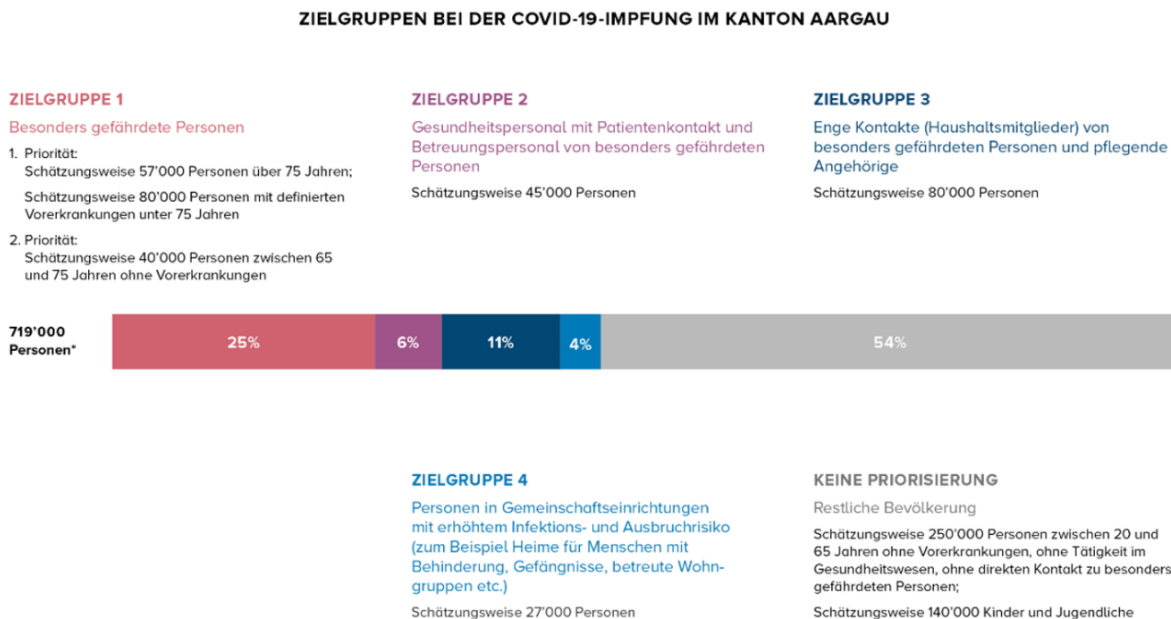 ZIELGRUPPEN BEI DER COVID-19-IMPFUNG IM KANTON AARGAU
ZIELGRUPPE 1
Besonders gefährdete Personen
1. Priorität:
Schätzungsweise 57'000 Personen über 75 Jahren;
Schätzungsweise 80'000 Personen mit definierten
Vorerkrankungen unter 75 Jahren
2. Priorität:
Schätzungsweise 40'000 Personen zwischen 65
und 75 Jahren ohne Vorerkrankungen
ZIELGRUPPE 2
Gesundheitspersonal mit Patientenkontakt und
Betreuungspersonal von besonders gefährdeten
Personen
Schätzungsweise 45'000 Personen
ZIELGRUPPE 3
Enge Kontakte (Haushaltsmitglieder) von
besonders gefährdeten Personen und pflegende
Angehörige
Schätzungsweise 80'000 Personen
719'000
Personen*
25%
6%
11%
4%
54%
ZIELGRUPPE 4
Personen in Gemeinschaftseinrichtungen
mit erhöhtem Infektions- und Ausbruchrisiko
(zum Beispiel Heime für Menschen mit
Behinderung, Gefängnisse, betreute Wohn-
gruppen etc.)
Schätzungsweise 27'000 Personen
KEINE PRIORISIERUNG
Restliche Bevölkerung
Schätzungsweise 250'000 Personen zwischen 20 und
65 Jahren ohne Vorerkrankungen, ohne Tätigkeit im
Gesundheitswesen, ohne direkten Kontakt zu besonders
gefährdeten Personen;
Schätzungsweise 140'000 Kinder und Jugendliche